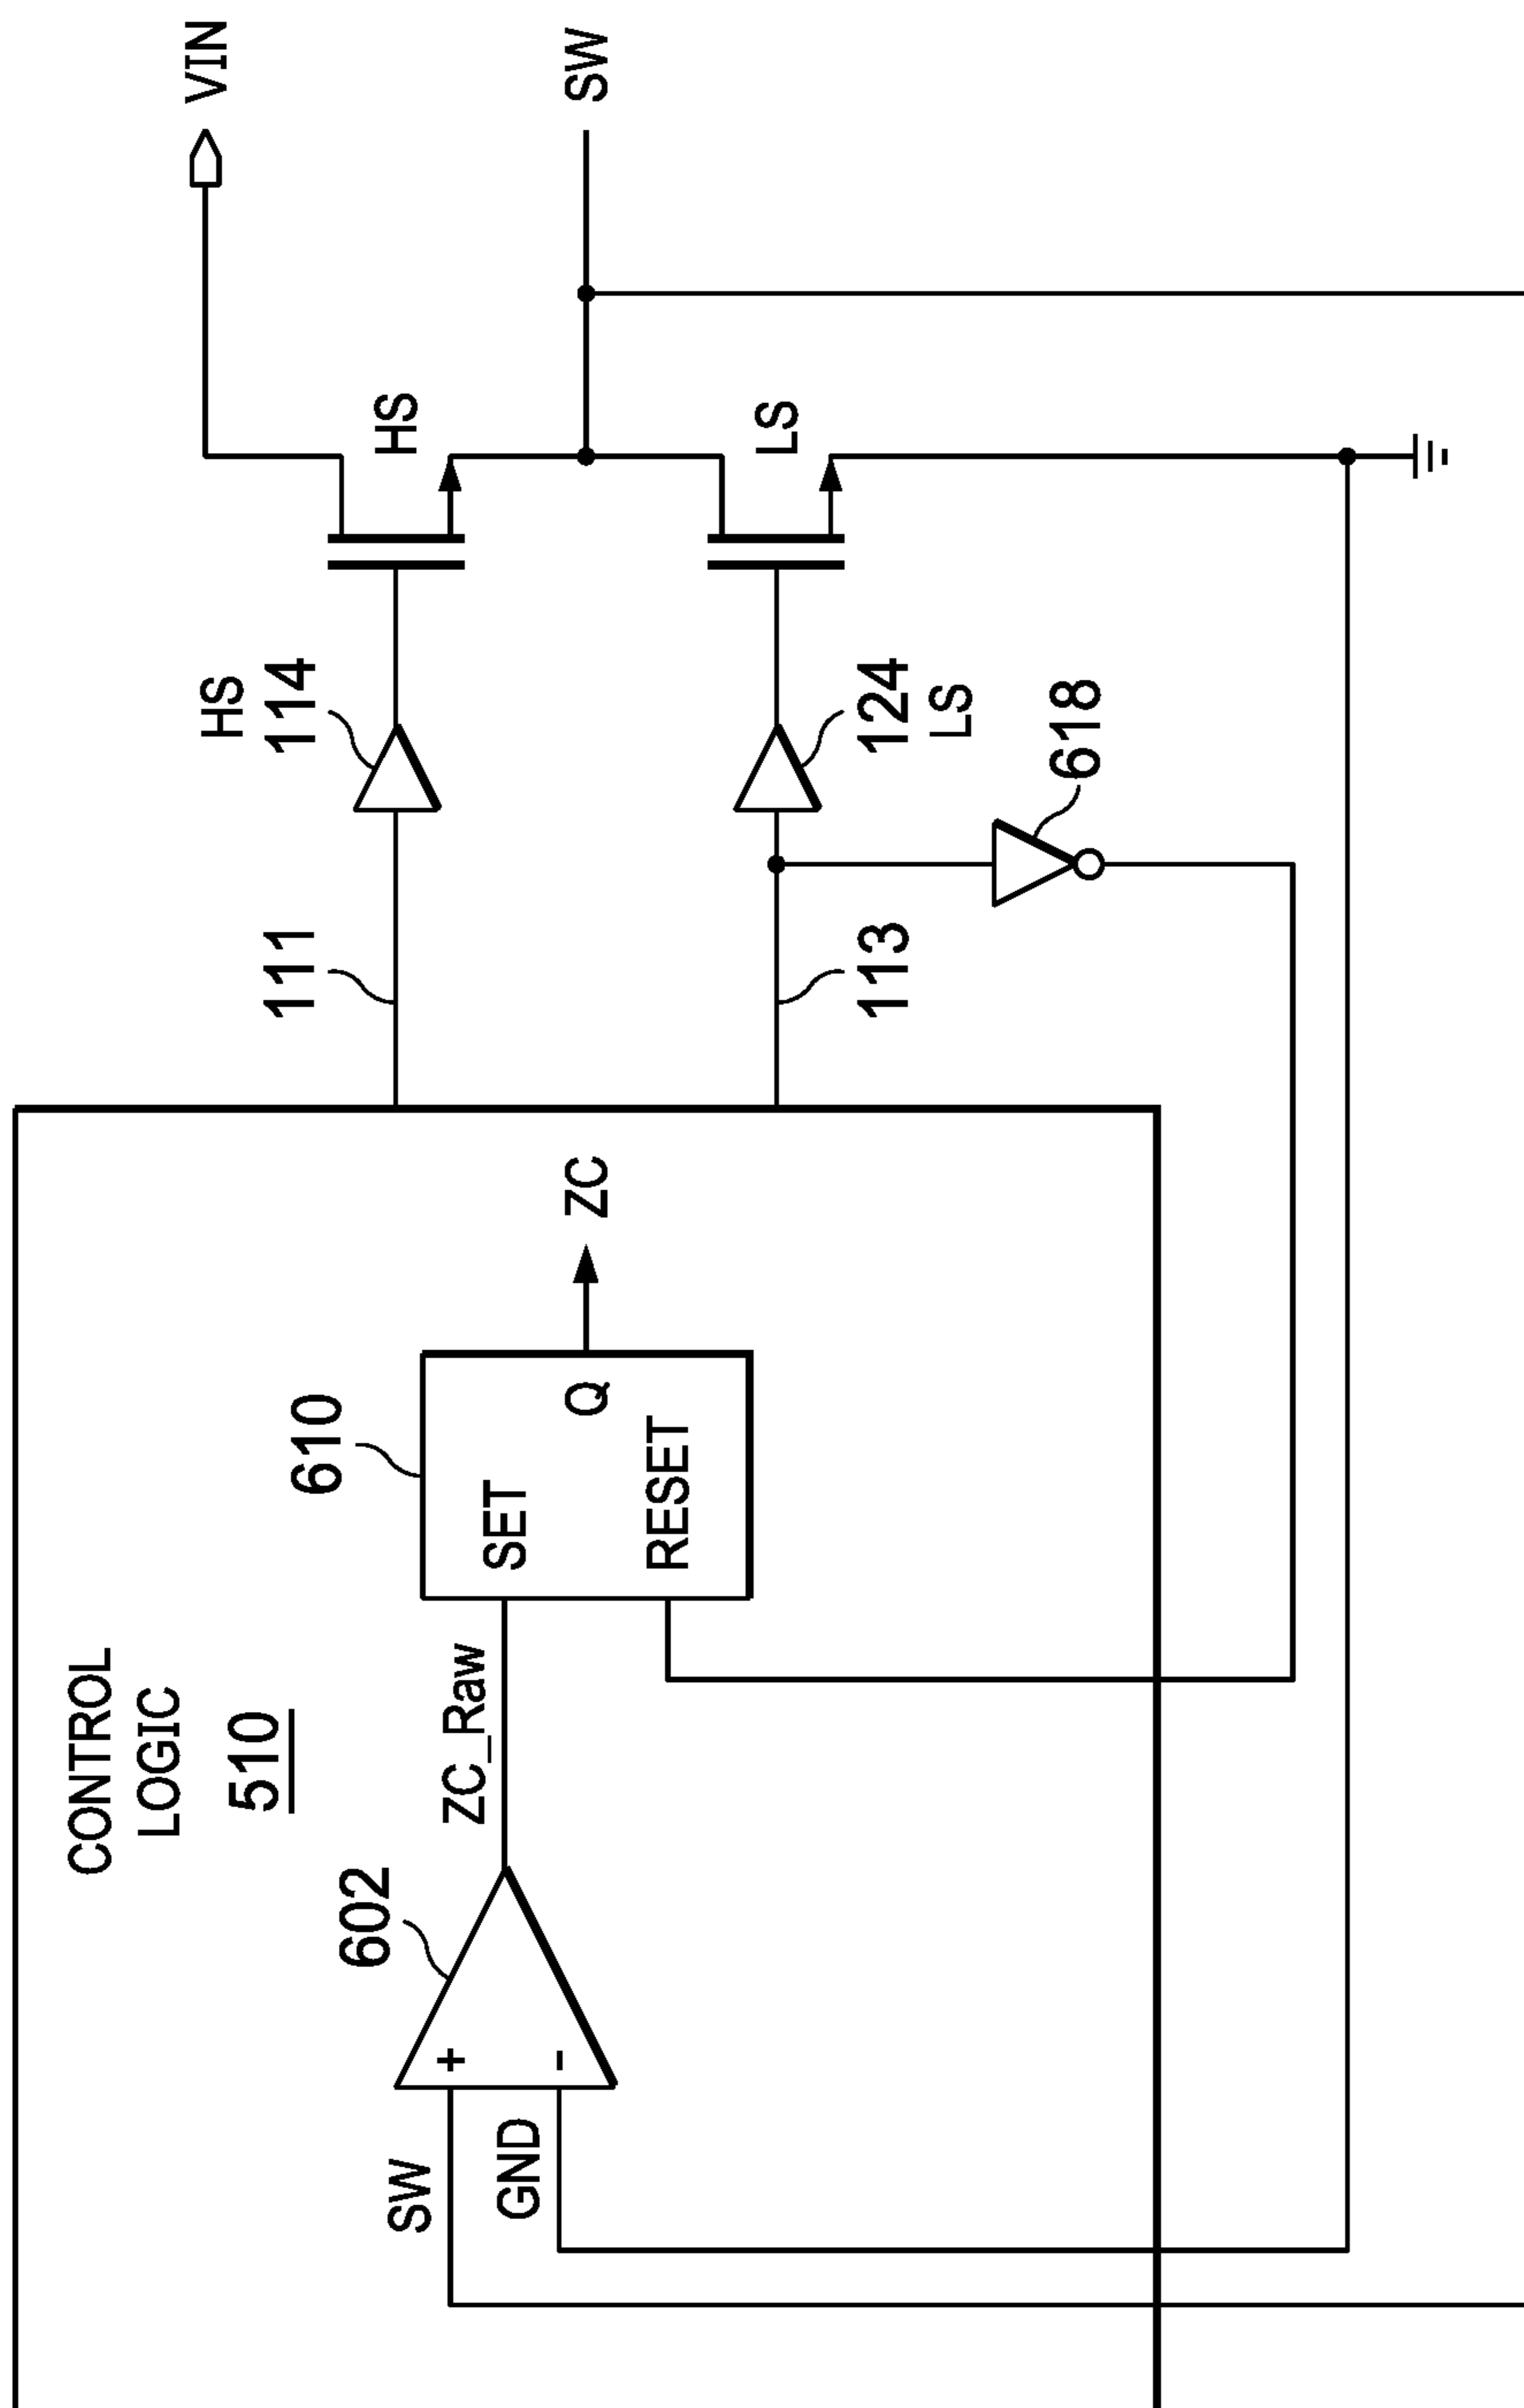 CONTROL
LOGIC
510
SW
GND
+
-
602
ZC_Raw
610
SET
RESET
Q
ZC
111
113
HS
114
124
LS
618
HS
LS
VIN
SW